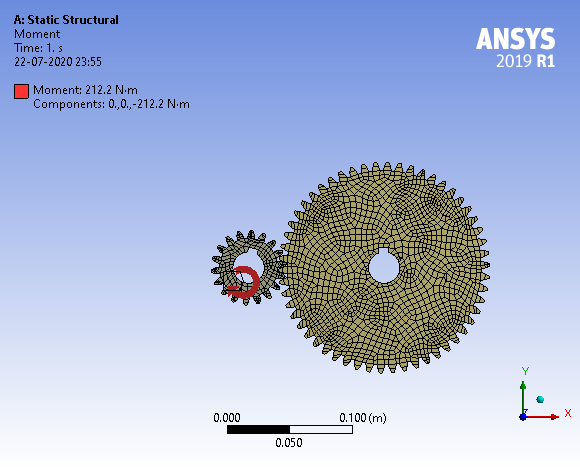 A: Static Structural
Moment
Time: 1. s
22-07-2020 23:55
Moment: 212.2 N·m
Components: 0.,0.,-212.2 N·m
ANSYS
2019 R1
0.000
0.100 (m)
0.050
Y
X
Z